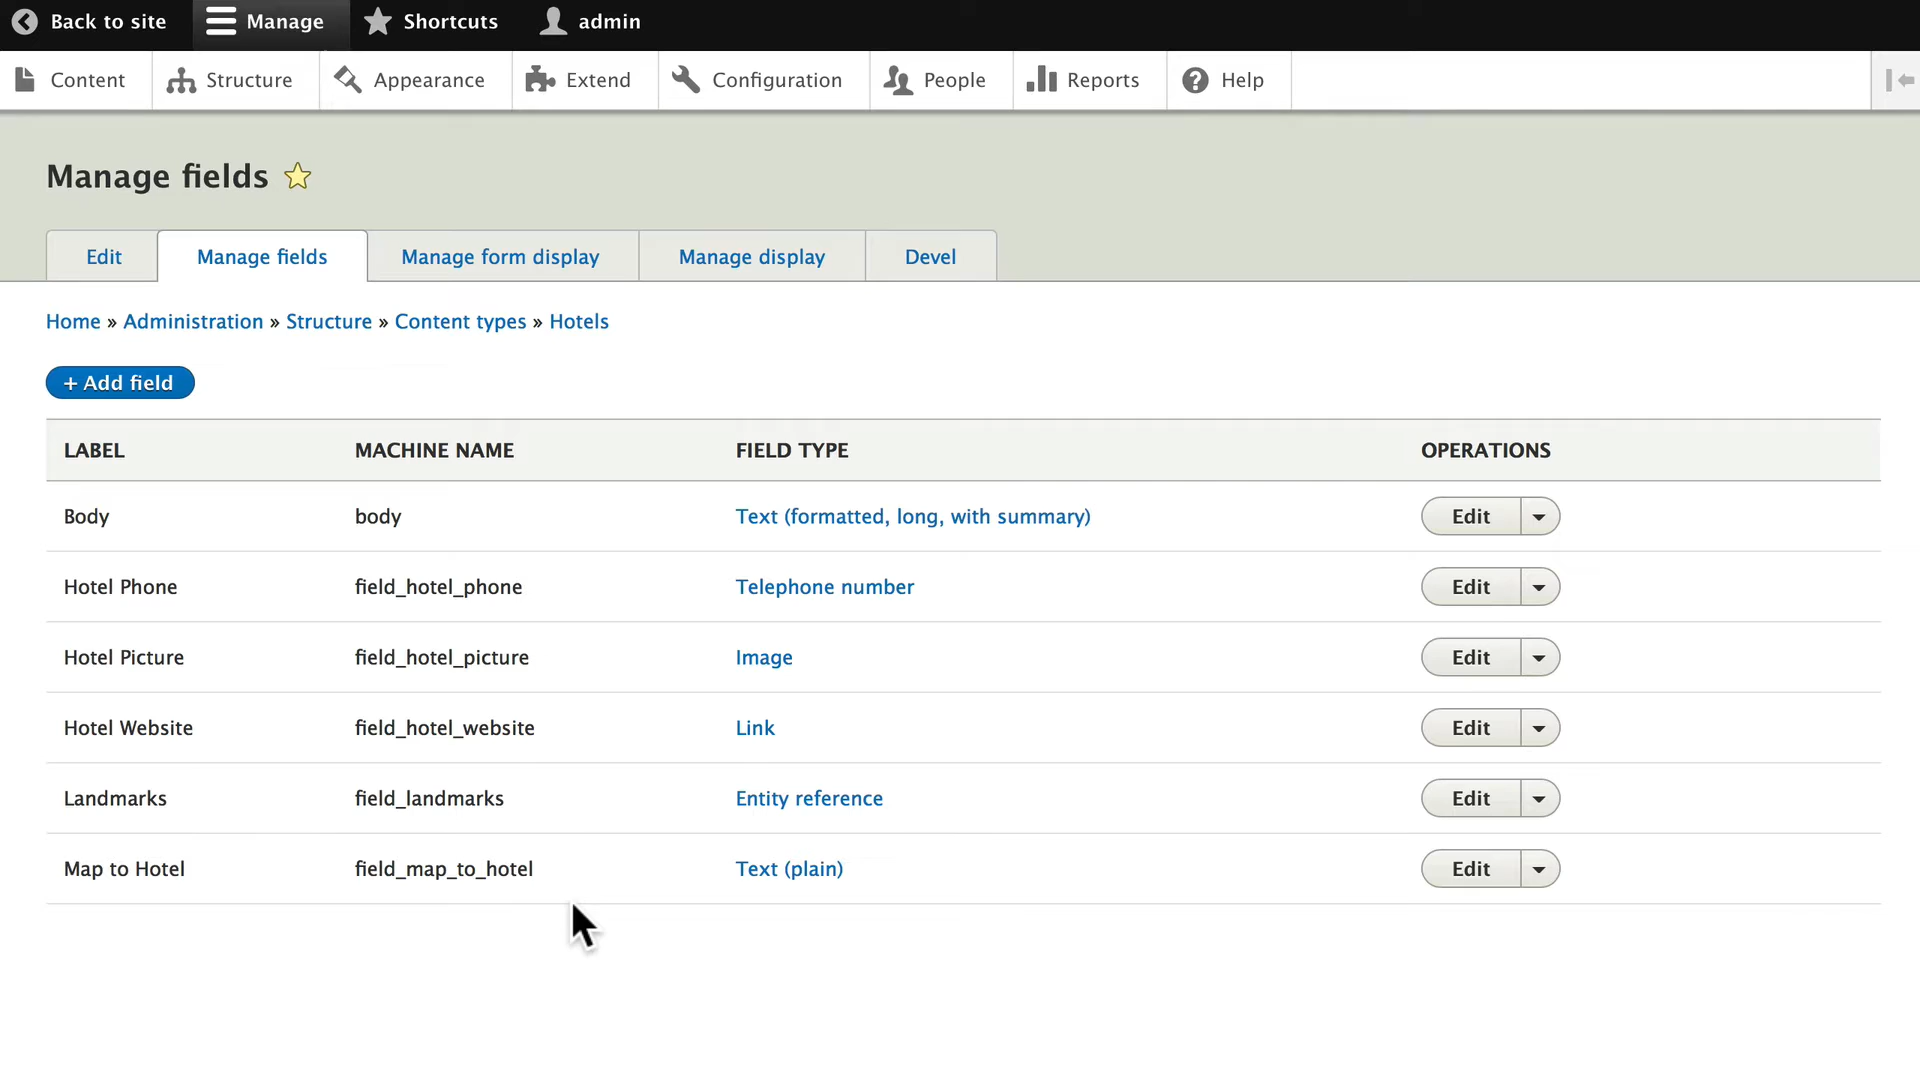 Back to site Manage Shortcuts admin
Content Structure Appearance Extend Configuration People Reports Help
Manage fields
Edit Manage fields Manage form display Manage display Devel
Home » Administration » Structure » Content types » Hotels
+ Add field
LABEL MACHINE NAME FIELD TYPE OPERATIONS
Body body Text (formatted, long, with summary) Edit
Hotel Phone field_hotel_phone Telephone number Edit
Hotel Picture field_hotel_picture Image Edit
Hotel Website field_hotel_website Link Edit
Landmarks field_landmarks Entity reference Edit
Map to Hotel field_map_to_hotel Text (plain) Edit